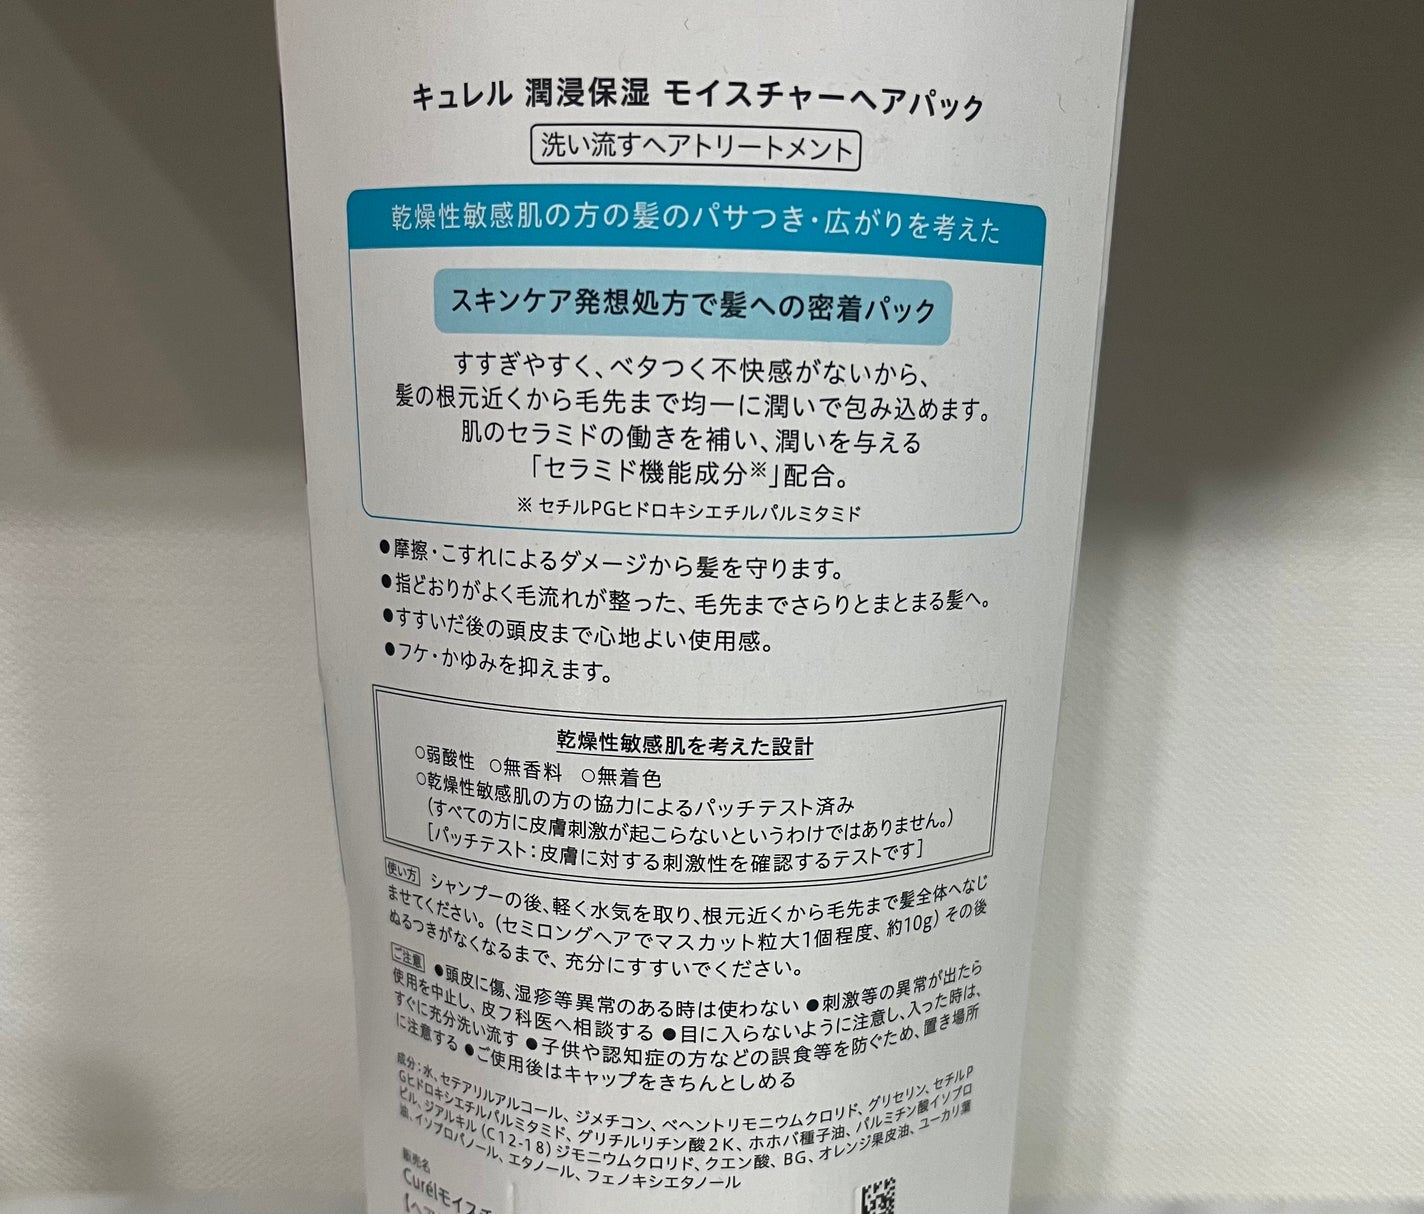 キュレル 潤浸保湿 モイスチャーヘアパック
洗い流すヘアトリートメント
乾燥性敏感肌の方の髪のパサつき・広がりを考えた
スキンケア発想処方で髪への密着パック
すすぎやすく、ベタつく不快感がないから、
髪の根元近くから毛先まで均一に潤いで包み込めます。
肌のセラミドの働きを補い、潤いを与える
「セラミド機能成分※」配合。
※ セチルPGヒドロキシエチルパルミタミド
●摩擦・こすれによるダメージから髪を守ります。
●指どおりがよく毛流れが整った、毛先までさらりとまとまる髪へ。
●すすいだ後の頭皮まで心地よい使用感。
●フケ・かゆみを抑えます。
乾燥性敏感肌を考えた設計
○弱酸性 ○無香料 ○無着色
○乾燥性敏感肌の方の協力によるパッチテスト済み
(すべての方に皮膚刺激が起こらないというわけではありません。)
[パッチテスト：皮膚に対する刺激性を確認するテストです]
使い方 シャンプーの後、軽く水気を取り、根元近くから毛先まで髪全体へなじ
ませてください。(セミロングヘアでマスカット粒大1個程度、約10g) その後
ぬるつきがなくなるまで、充分にすすいでください。
ご注意 ●頭皮に傷、湿疹等異常のある時は使わない ●刺激等の異常が出たら
使用を中止し、皮フ科医へ相談する ●目に入らないように注意し、入った時は、
すぐに充分洗い流す ●子供や認知症の方などの誤食等を防ぐため、置き場所
に注意する ●ご使用後はキャップをきちんとしめる
成分：水、セテアリルアルコール、ジメチコン、ベヘントリモニウムクロリド、グリセリン、セチルP
Gヒドロキシエチルパルミタミド、グリチルリチン酸2K、ホホバ種子油、パルミチン酸イソプロ
ピル、ジアルキル(C12-18)ジモニウムクロリド、クエン酸、BG、オレンジ果皮油、ユーカリ葉
油、イソプロパノール、エタノール、フェノキシエタノール
販売名
Curélモイスチ